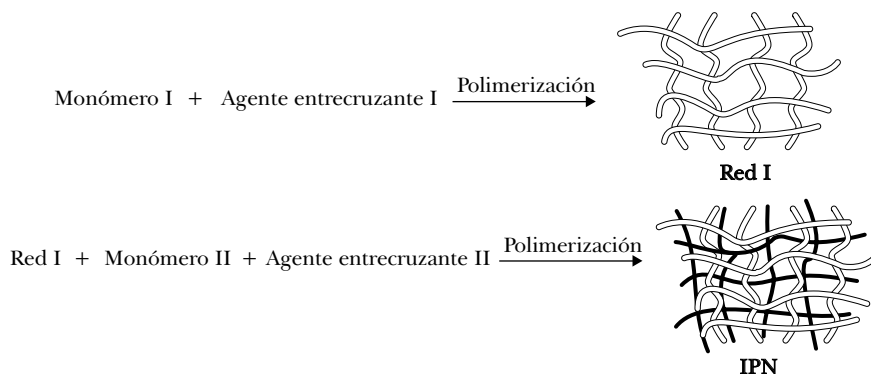 Monómero I + Agente entrecruzante I Polimerización
Red I
Red I + Monómero II + Agente entrecruzante II Polimerización
IPN